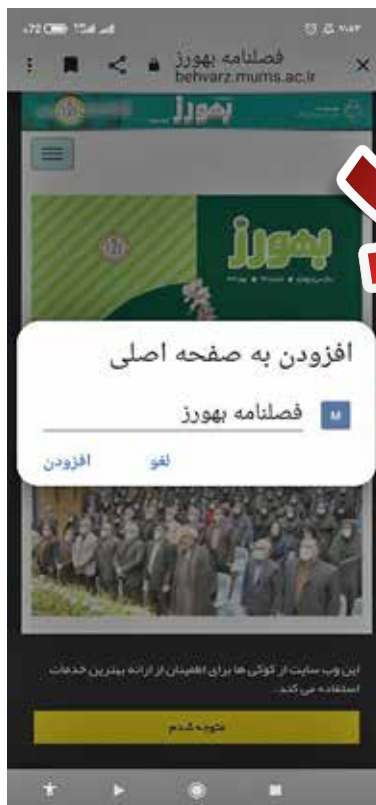 فصلنامه بهورز
behvarz.mums.ac.ir
بهورز
بهورز
افزودن به صفحه اصلی
M
فصلنامه بهورز
لغو
افزودن
این وب سایت از کوکی ها برای اطمینان از ارائه بهترین خدمات
استفاده می کند.
متوجه شدم